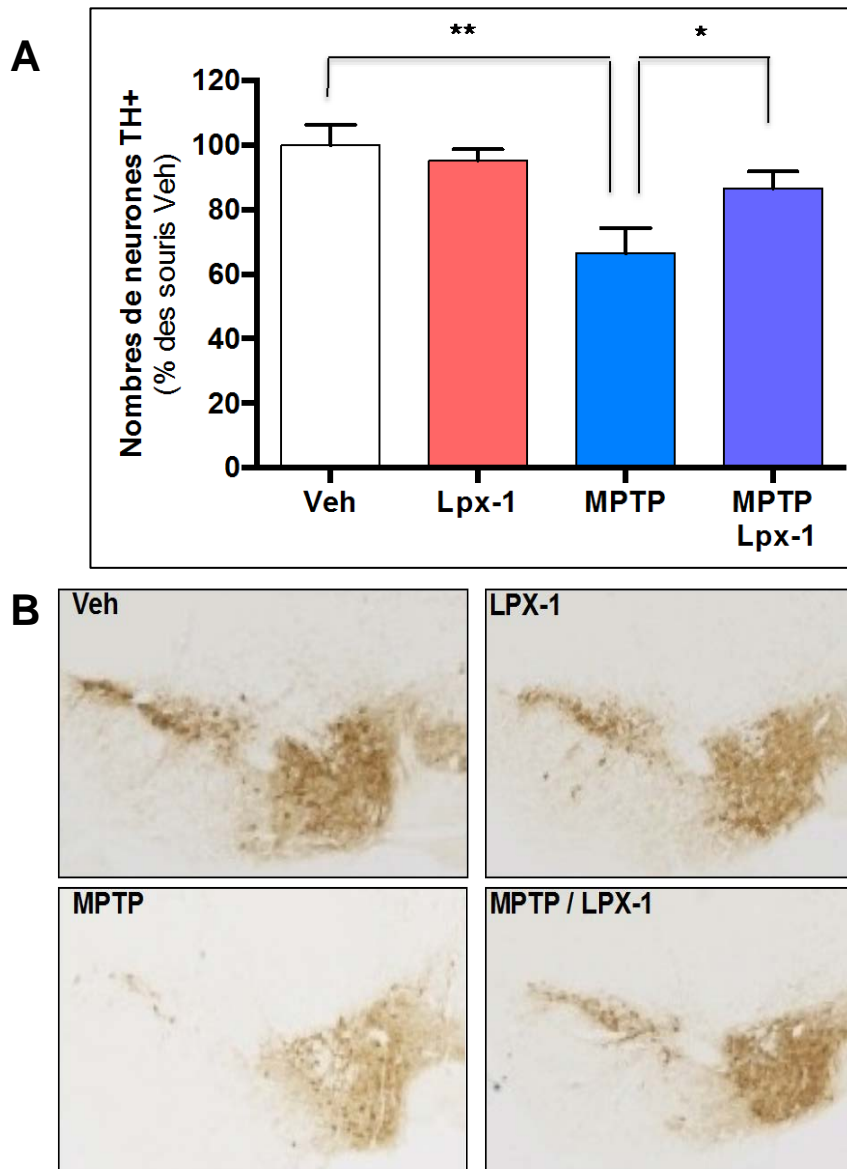 A
** *
Nombres de neurones TH+
(% des souris Veh)
120
100
80
60
40
20
0
Veh Lpx-1 MPTP MPTP
Lpx-1
B
Veh LPX-1
MPTP MPTP / LPX-1